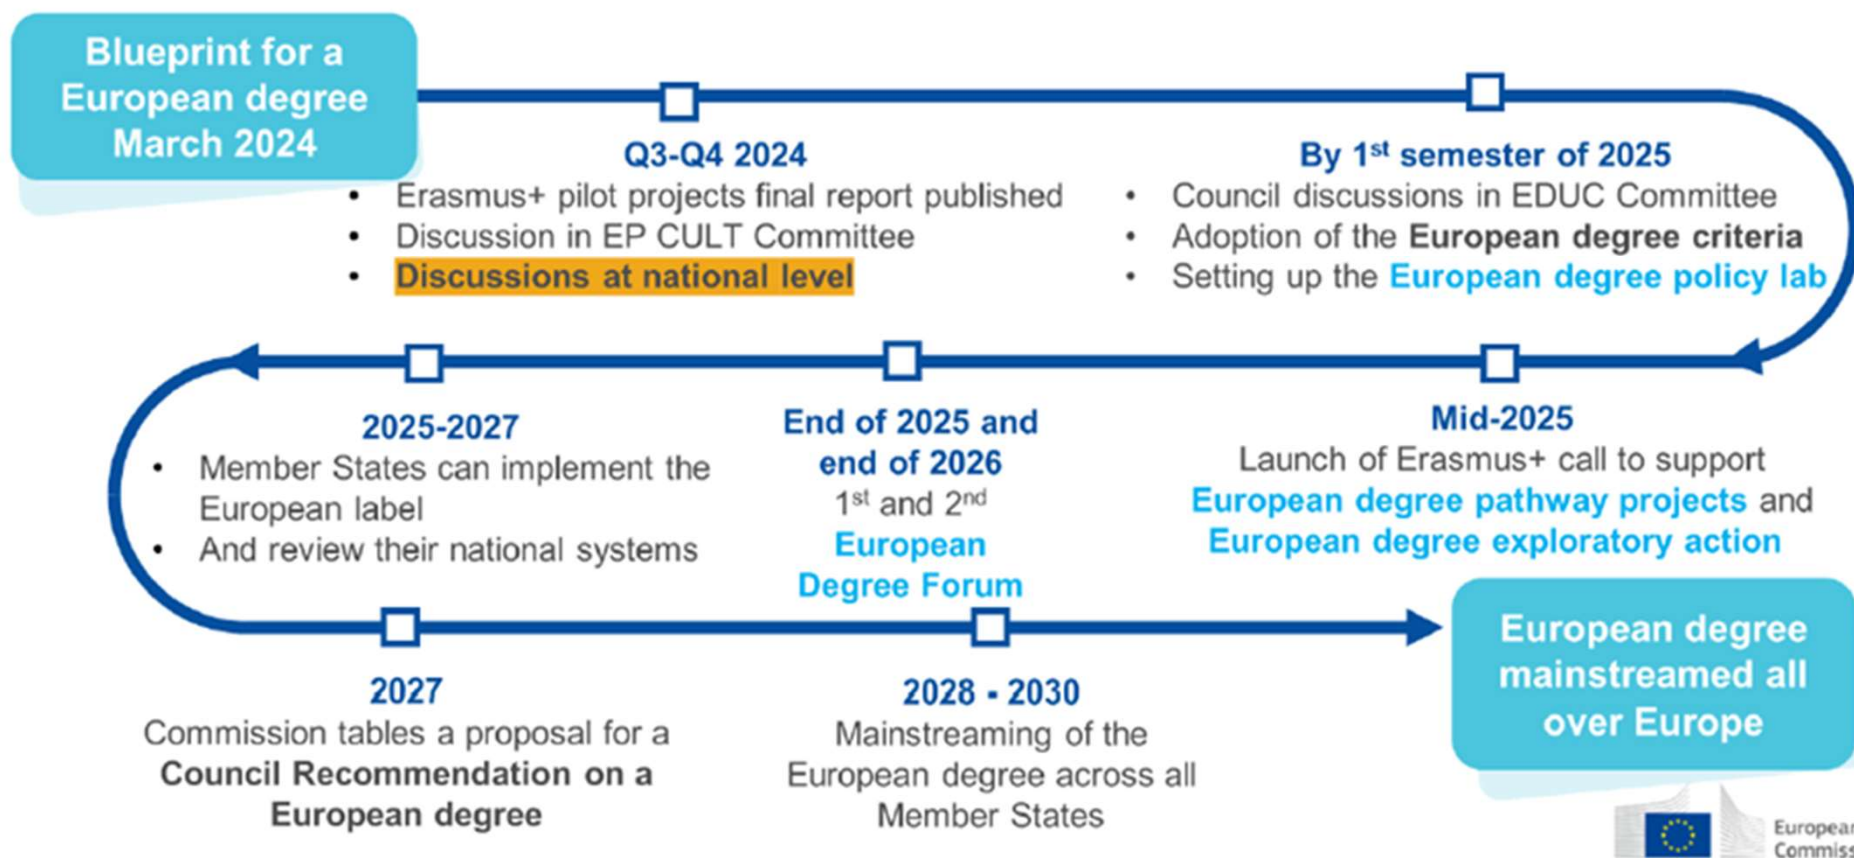 Blueprint for a
European degree
March 2024
Q3-Q4 2024
• Erasmus+ pilot projects final report published
• Discussion in EP CULT Committee
• Discussions at national level
By 1st semester of 2025
• Council discussions in EDUC Committee
• Adoption of the European degree criteria
• Setting up the European degree policy lab
Mid-2025
Launch of Erasmus+ call to support
European degree pathway projects and
European degree exploratory action
End of 2025 and
end of 2026
1st and 2nd
European
Degree Forum
2025-2027
• Member States can implement the
European label
• And review their national systems
2027
Commission tables a proposal for a
Council Recommendation on a
European degree
2028 - 2030
Mainstreaming of the
European degree across all
Member States
European degree
mainstreamed all
over Europe
European
Commiss